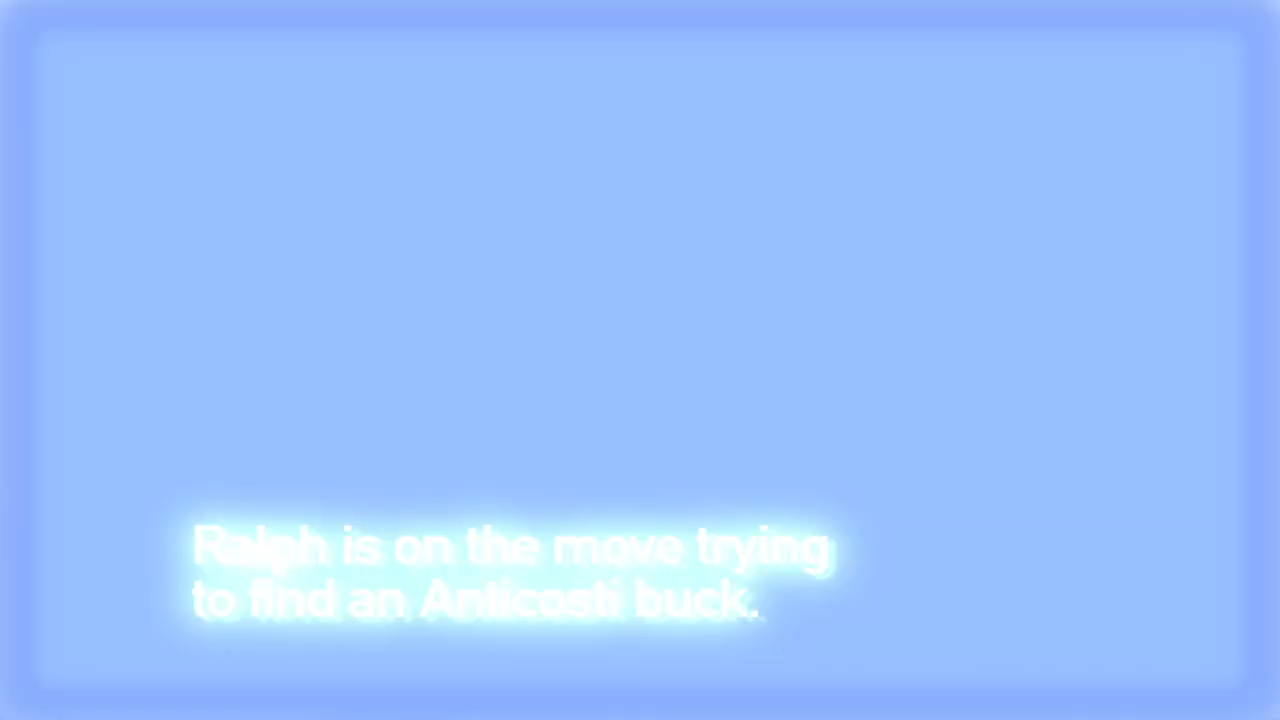 Ralph is on the move trying
to find an Anticosti buck.